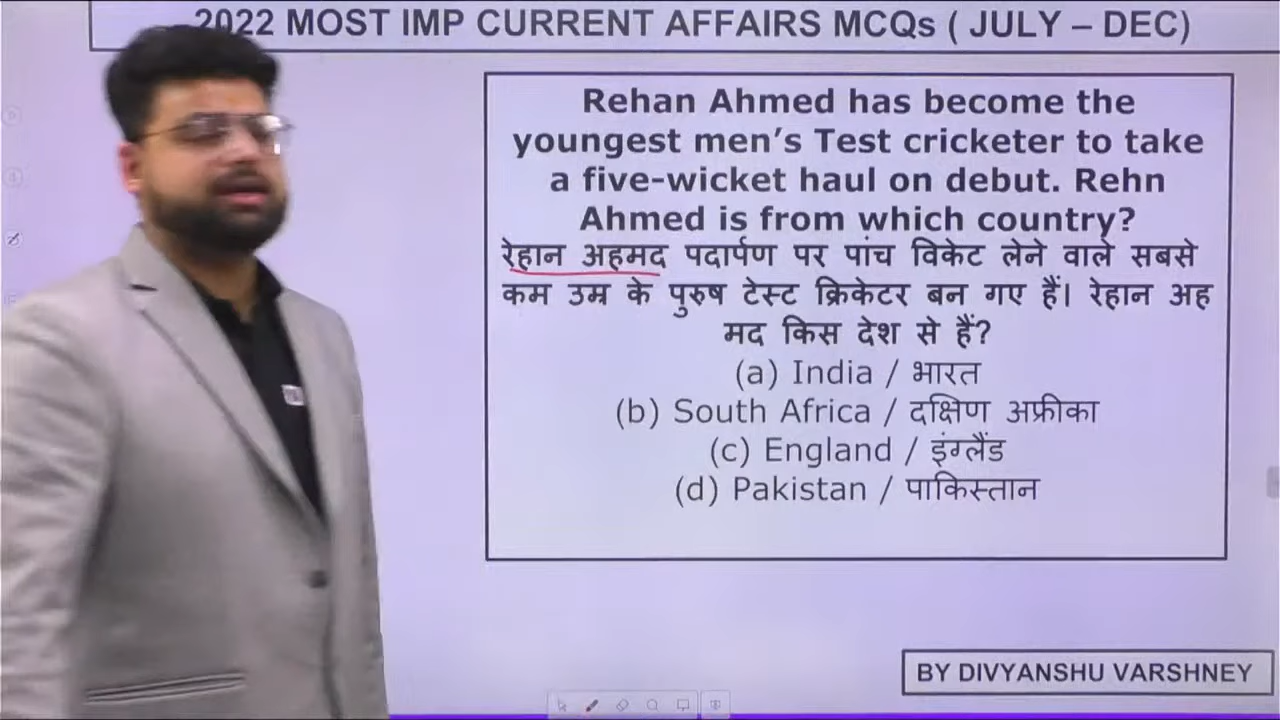 2022 MOST IMP CURRENT AFFAIRS MCQs ( JULY – DEC)
Rehan Ahmed has become the
youngest men’s Test cricketer to take
a five-wicket haul on debut. Rehn
Ahmed is from which country?
रेहान अहमद पदार्पण पर पांच विकेट लेने वाले सबसे
कम उम्र के पुरुष टेस्ट क्रिकेटर बन गए हैं। रेहान अह
मद किस देश से हैं?
(a) India / भारत
(b) South Africa / दक्षिण अफ्रीका
(c) England / इंग्लैंड
(d) Pakistan / पाकिस्तान
BY DIVYANSHU VARSHNEY